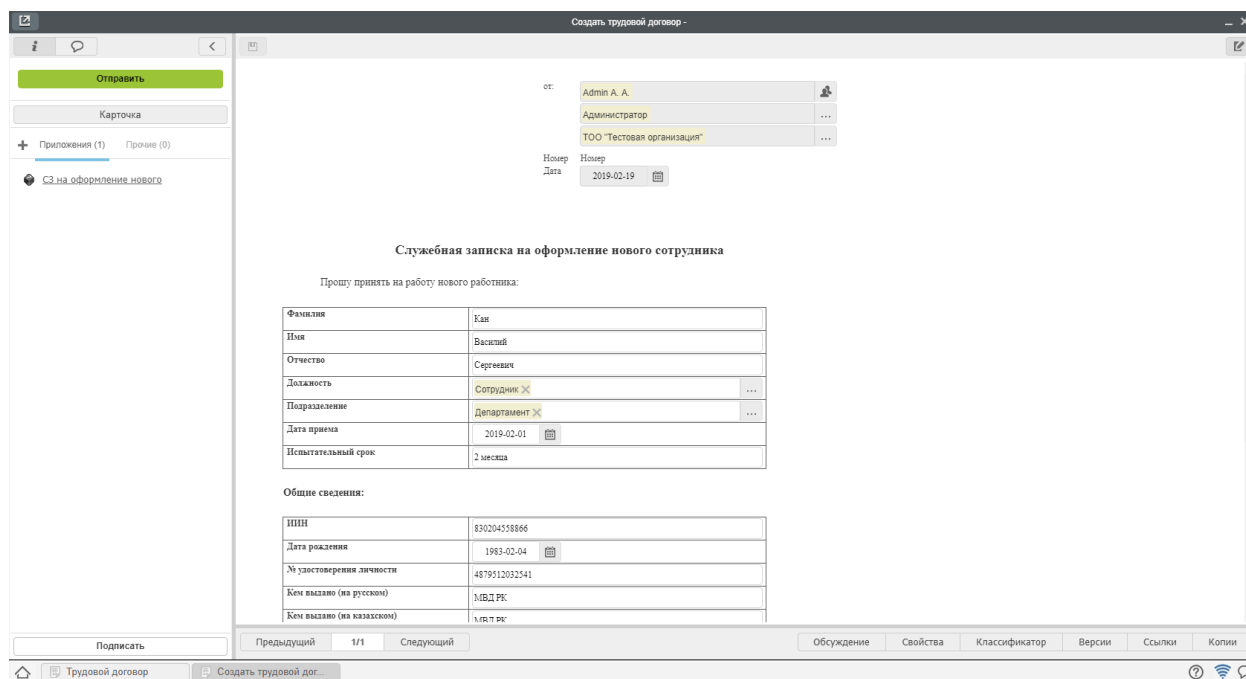 Создать трудовой договор -
Отправить
Карточка
Приложения (1) Прочие (0)
СЗ на оформление нового
Подписать
от: Admin A. A.
Администратор
ТОО "Тестовая организация"
Номер Номер
Дата 2019-02-19
Служебная записка на оформление нового сотрудника
Прошу принять на работу нового работника:
Фамилия Кан
Имя Василий
Отчество Сергеевич
Должность Сотрудник
Подразделение Департамент
Дата приема 2019-02-01
Испытательный срок 2 месяца
Общие сведения:
ИИН 830204558866
Дата рождения 1983-02-04
№ удостоверения личности 4879512032541
Кем выдано (на русском) МВД РК
Кем выдано (на казахском) МВД РК
Предыдущий 1/1 Следующий Обсуждение Свойства Классификатор Версии Ссылки Копии
Трудовой договор Создать трудовой дог...